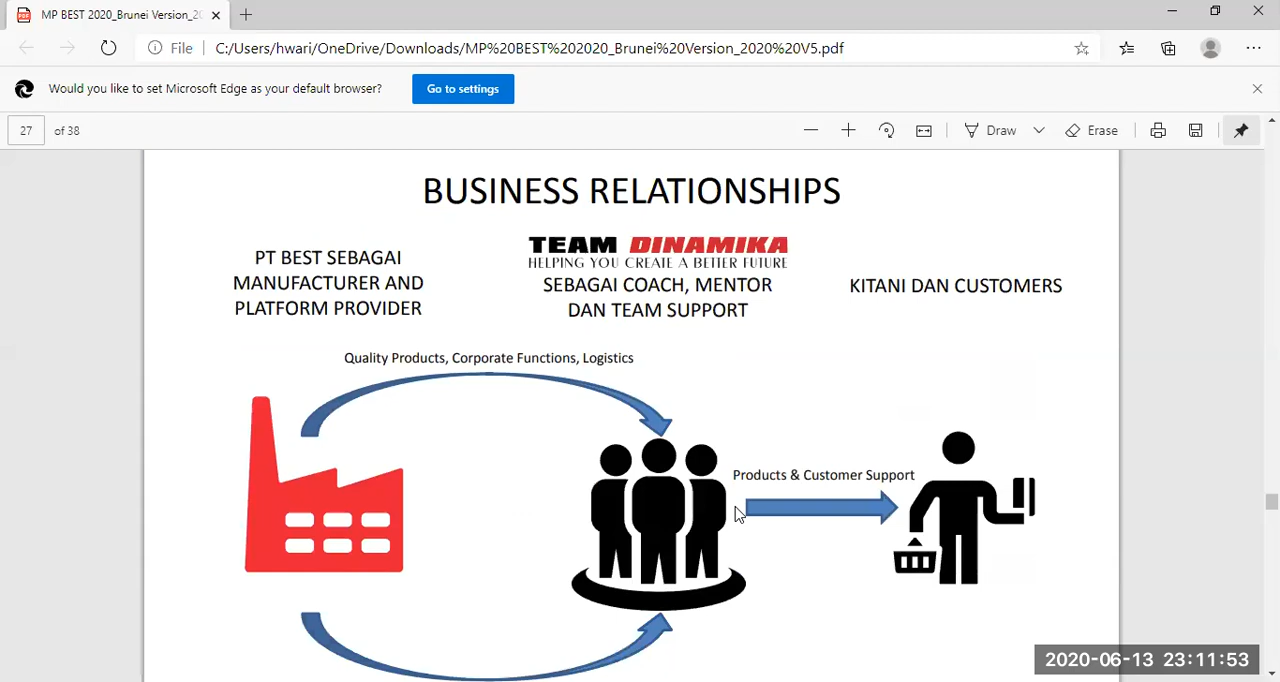 MP BEST 2020_Brunei Version_20
File
C:/Users/hwari/OneDrive/Downloads/MP%20BEST%202020_Brunei%20Version_2020%20V5.pdf
Would you like to set Microsoft Edge as your default browser?
Go to settings
27 of 38
Draw
Erase
BUSINESS RELATIONSHIPS
PT BEST SEBAGAI
MANUFACTURER AND
PLATFORM PROVIDER
TEAM DINAMIKA
HELPING YOU CREATE A BETTER FUTURE
SEBAGAI COACH, MENTOR
DAN TEAM SUPPORT
KITANI DAN CUSTOMERS
Quality Products, Corporate Functions, Logistics
Products & Customer Support
2020-06-13 23:11:53